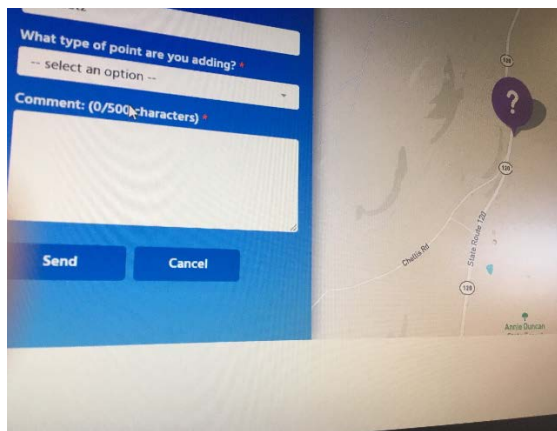 What type of point are you adding? *
-- select an option --
Comment: (0/500 characters) *
Send
Cancel
?
120
120
State Route 120
Chellis Rd
120
Annie Duncan